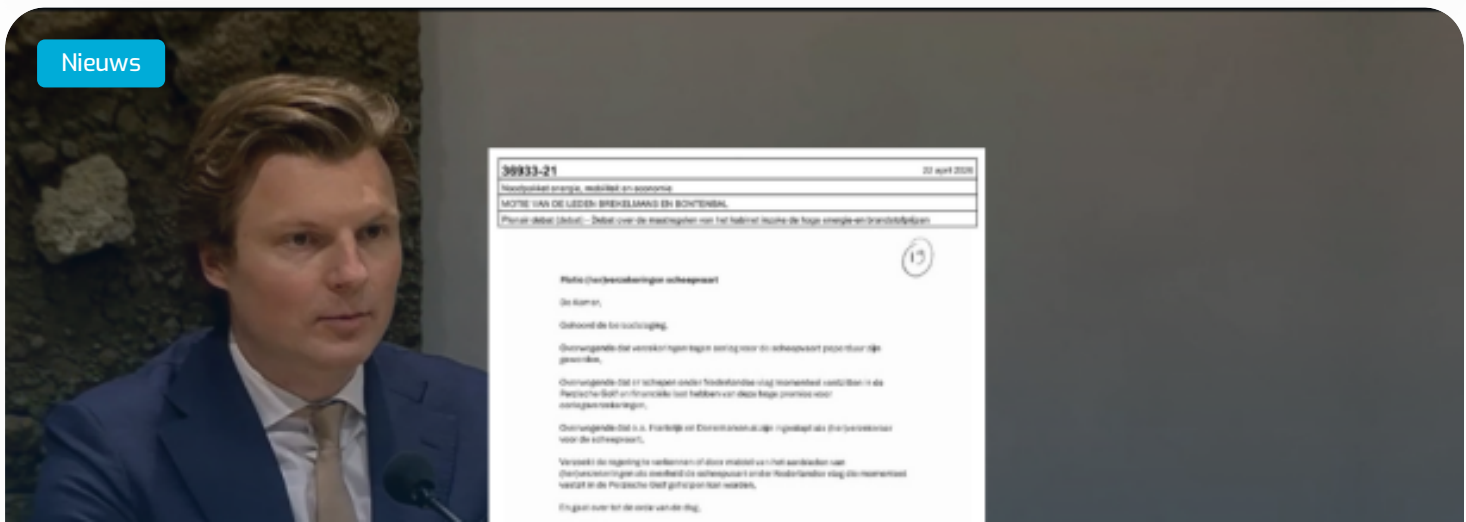 Nieuws
36933-21
22 april 2026
Noodpakket energie, mobiliteit en economie
MOTIE VAN DE LEDEN BREKELMANS EN BONTENBAL
Plenair debat (debat) - Debat over de maatregelen van het kabinet inzake de hoge energie-en brandstofprijzen
Motie (her)verzekeringen scheepvaart
De Kamer,
Gehoord de beraadslaging,
Overwegende dat verzekeringen tegen oorlog voor de scheepvaart peperduur zijn
geworden,
Overwegende dat er schepen onder Nederlandse vlag momenteel vastzitten in de
Perzische Golf en financiële last hebben van deze hoge premies voor
oorlogsverzekeringen,
Overwegende dat o.a. Frankrijk en Denemarken al zijn ingestapt als (her)verzekeraar
voor de scheepvaart,
Verzoekt de regering te verkennen of door middel van het aanbieden van
(her)verzekeringen als overheid de scheepvaart onder Nederlandse vlag die momenteel
vastzit in de Perzische Golf geholpen kan worden,
En gaat over tot de orde van de dag,